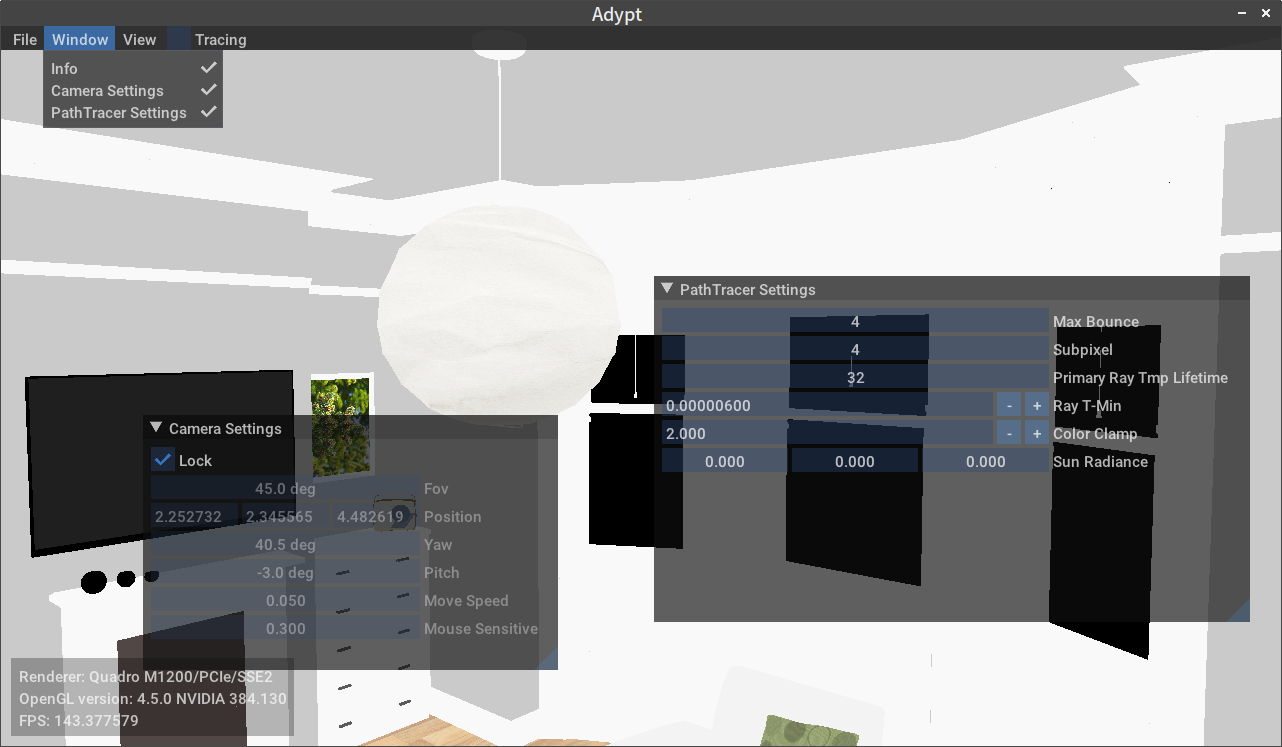 Adypt
File Window View Tracing
Info
Camera Settings
PathTracer Settings
PathTracer Settings
4 Max Bounce
4 Subpixel
32 Primary Ray Tmp Lifetime
0.00000600 - + Ray T-Min
2.000 - + Color Clamp
0.000 0.000 0.000 Sun Radiance
Camera Settings
Lock
45.0 deg Fov
2.252732 2.345565 4.482619 Position
40.5 deg Yaw
-3.0 deg Pitch
0.050 Move Speed
0.300 Mouse Sensitive
Renderer: Quadro M1200/PCIe/SSE2
OpenGL version: 4.5.0 NVIDIA 384.130
FPS: 143.377579